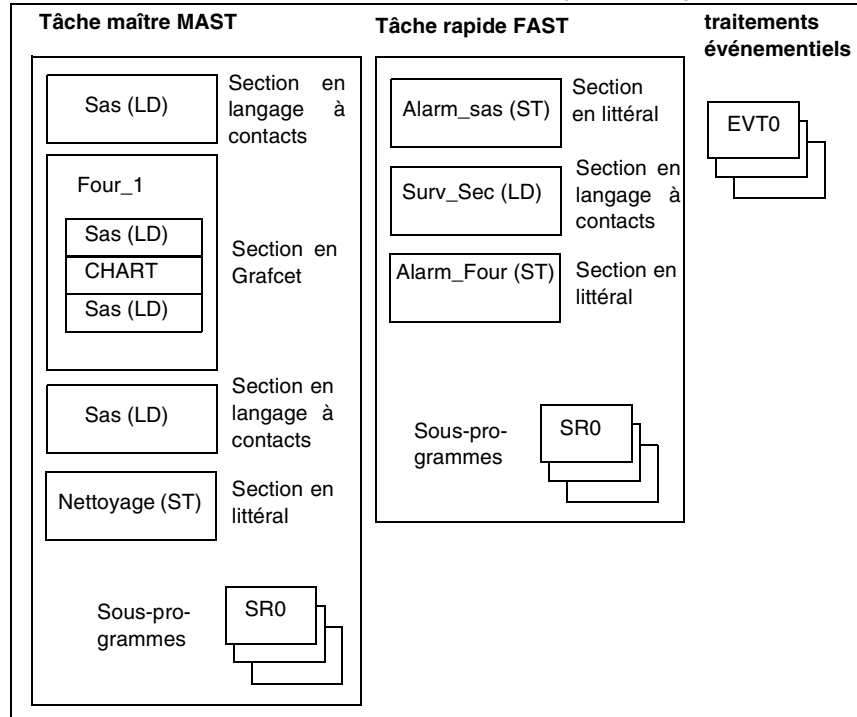 Tâche maître MAST
Sas (LD)
Section en
langage à
contacts
Four_1
Sas (LD)
CHART
Sas (LD)
Section en
Grafcet
Sas (LD)
Section en
langage à
contacts
Nettoyage (ST)
Section en
littéral
Sous-pro-
grammes
SR0
Tâche rapide FAST
Alarm_sas (ST)
Section
en littéral
Surv_Sec (LD)
Section en
langage à
contacts
Alarm_Four (ST)
Section en
littéral
Sous-pro-
grammes
SR0
traitements
événementiels
EVT0